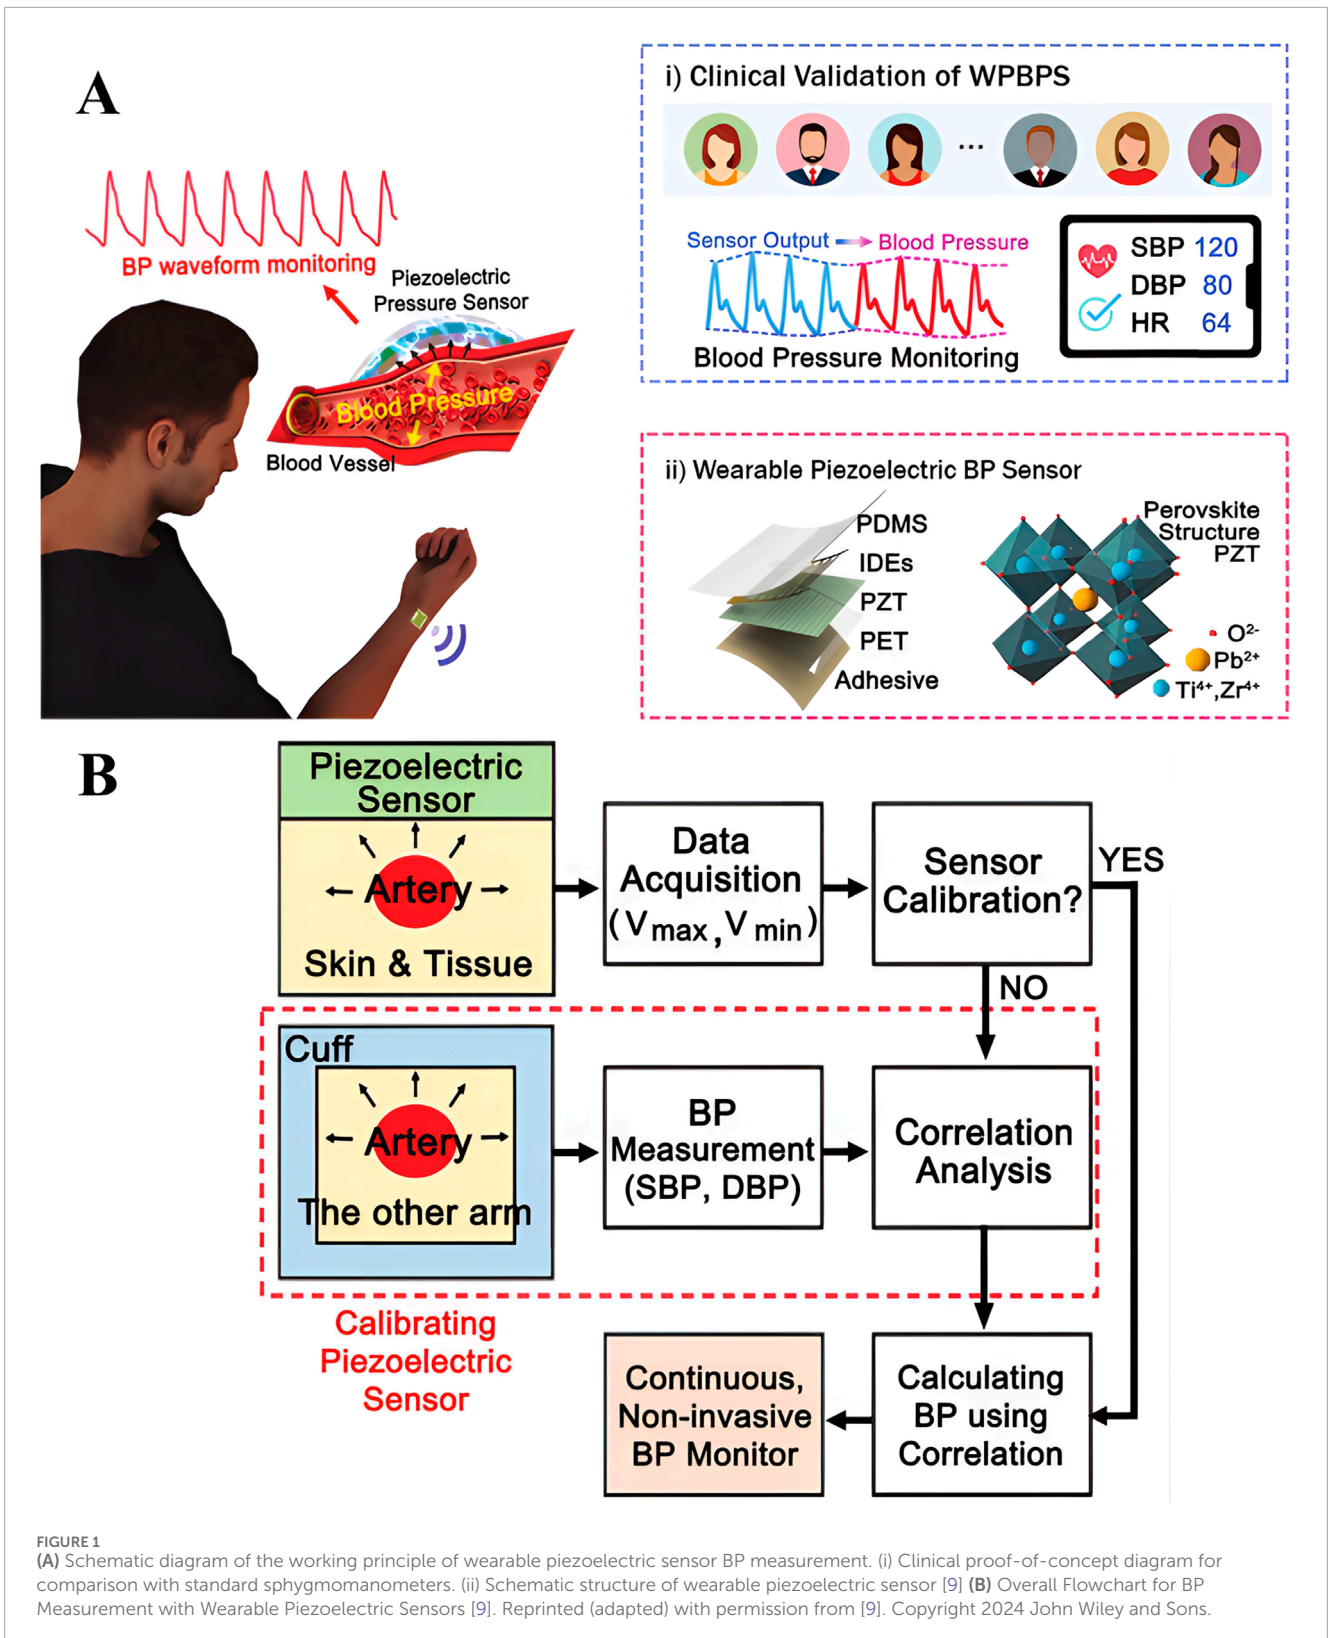 A
BP waveform monitoring
Piezoelectric
Pressure Sensor
Blood Pressure
Blood Vessel
i) Clinical Validation of WPBPS
...
Sensor Output
Blood Pressure
SBP 120
DBP 80
HR 64
Blood Pressure Monitoring
ii) Wearable Piezoelectric BP Sensor
PDMS
IDEs
PZT
PET
Adhesive
Perovskite
Structure
PZT
O²⁻
Pb²⁺
Ti⁴⁺,Zr⁴⁺
B
Piezoelectric
Sensor
Artery
Skin & Tissue
Data
Acquisition
(Vmax,Vmin)
Sensor
Calibration?
YES
NO
Cuff
Artery
The other arm
BP
Measurement
(SBP, DBP)
Correlation
Analysis
Calibrating
Piezoelectric
Sensor
Continuous,
Non-invasive
BP Monitor
Calculating
BP using
Correlation
FIGURE 1
(A) Schematic diagram of the working principle of wearable piezoelectric sensor BP measurement. (i) Clinical proof-of-concept diagram for
comparison with standard sphygmomanometers. (ii) Schematic structure of wearable piezoelectric sensor [9] (B) Overall Flowchart for BP
Measurement with Wearable Piezoelectric Sensors [9]. Reprinted (adapted) with permission from [9]. Copyright 2024 John Wiley and Sons.